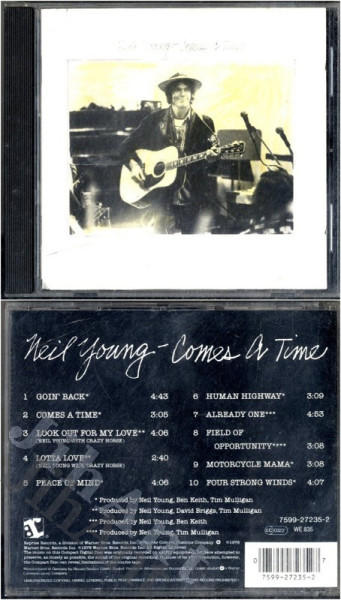 Neil Young – Comes A Time
Neil Young – Comes A Time
1 GOIN' BACK* 4:43
2 COMES A TIME* 3:05
3 LOOK OUT FOR MY LOVE** 4:06
(NEIL YOUNG WITH CRAZY HORSE)
4 LOTTA LOVE* 2:40
(NEIL YOUNG WITH CRAZY HORSE)
5 PEACE OF MIND* 4:06
6 HUMAN HIGHWAY* 3:09
7 ALREADY ONE*** 4:53
8 FIELD OF
OPPORTUNITY**** 3:08
9 MOTORCYCLE MAMA* 3:08
10 FOUR STRONG WINDS* 4:07
* Produced by Neil Young, Ben Keith, Tim Mulligan
** Produced by Neil Young, David Briggs, Tim Mulligan
*** Produced by Neil Young, Ben Keith
**** Produced by Neil Young, Tim Mulligan
7599-27235-2
WE 835
7599-27235-2